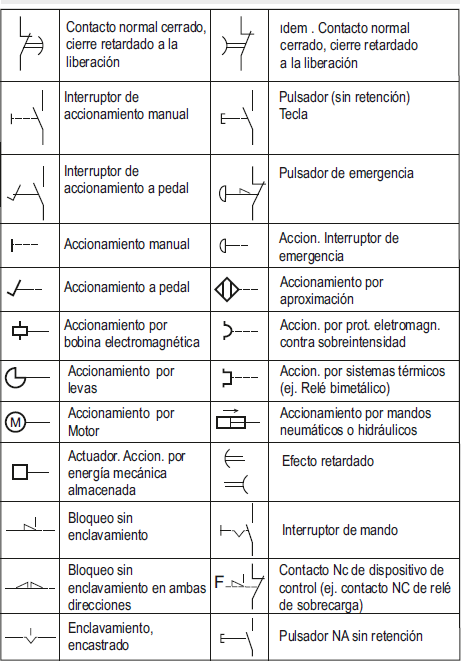 Contacto normal cerrado,
cierre retardado a la
liberación
ıdem . Contacto normal
cerrado, cierre retardado
a la liberación
Interruptor de
accionamiento manual
Pulsador (sin retención)
Tecla
Interruptor de
accionamiento a pedal
Pulsador de emergencia
Accionamiento manual
Accion. Interruptor de
emergencia
Accionamiento a pedal
Accionamiento por
aproximación
Accionamiento por
bobina electromagnética
Accion. por prot. eletromagn.
contra sobreintensidad
Accionamiento por
levas
Accion. por sistemas térmicos
(ej. Relé bimetálico)
M
Accionamiento por
Motor
Accionamiento por mandos
neumáticos o hidráulicos
Actuador. Accion. por
energía mecánica
almacenada
Efecto retardado
Bloqueo sin
enclavamiento
Interruptor de mando
Bloqueo sin
enclavamiento en ambas
direcciones
F
Contacto Nc de dispositivo de
control (ej. contacto NC de relé
de sobrecarga)
Enclavamiento,
encastrado
Pulsador NA sin retención